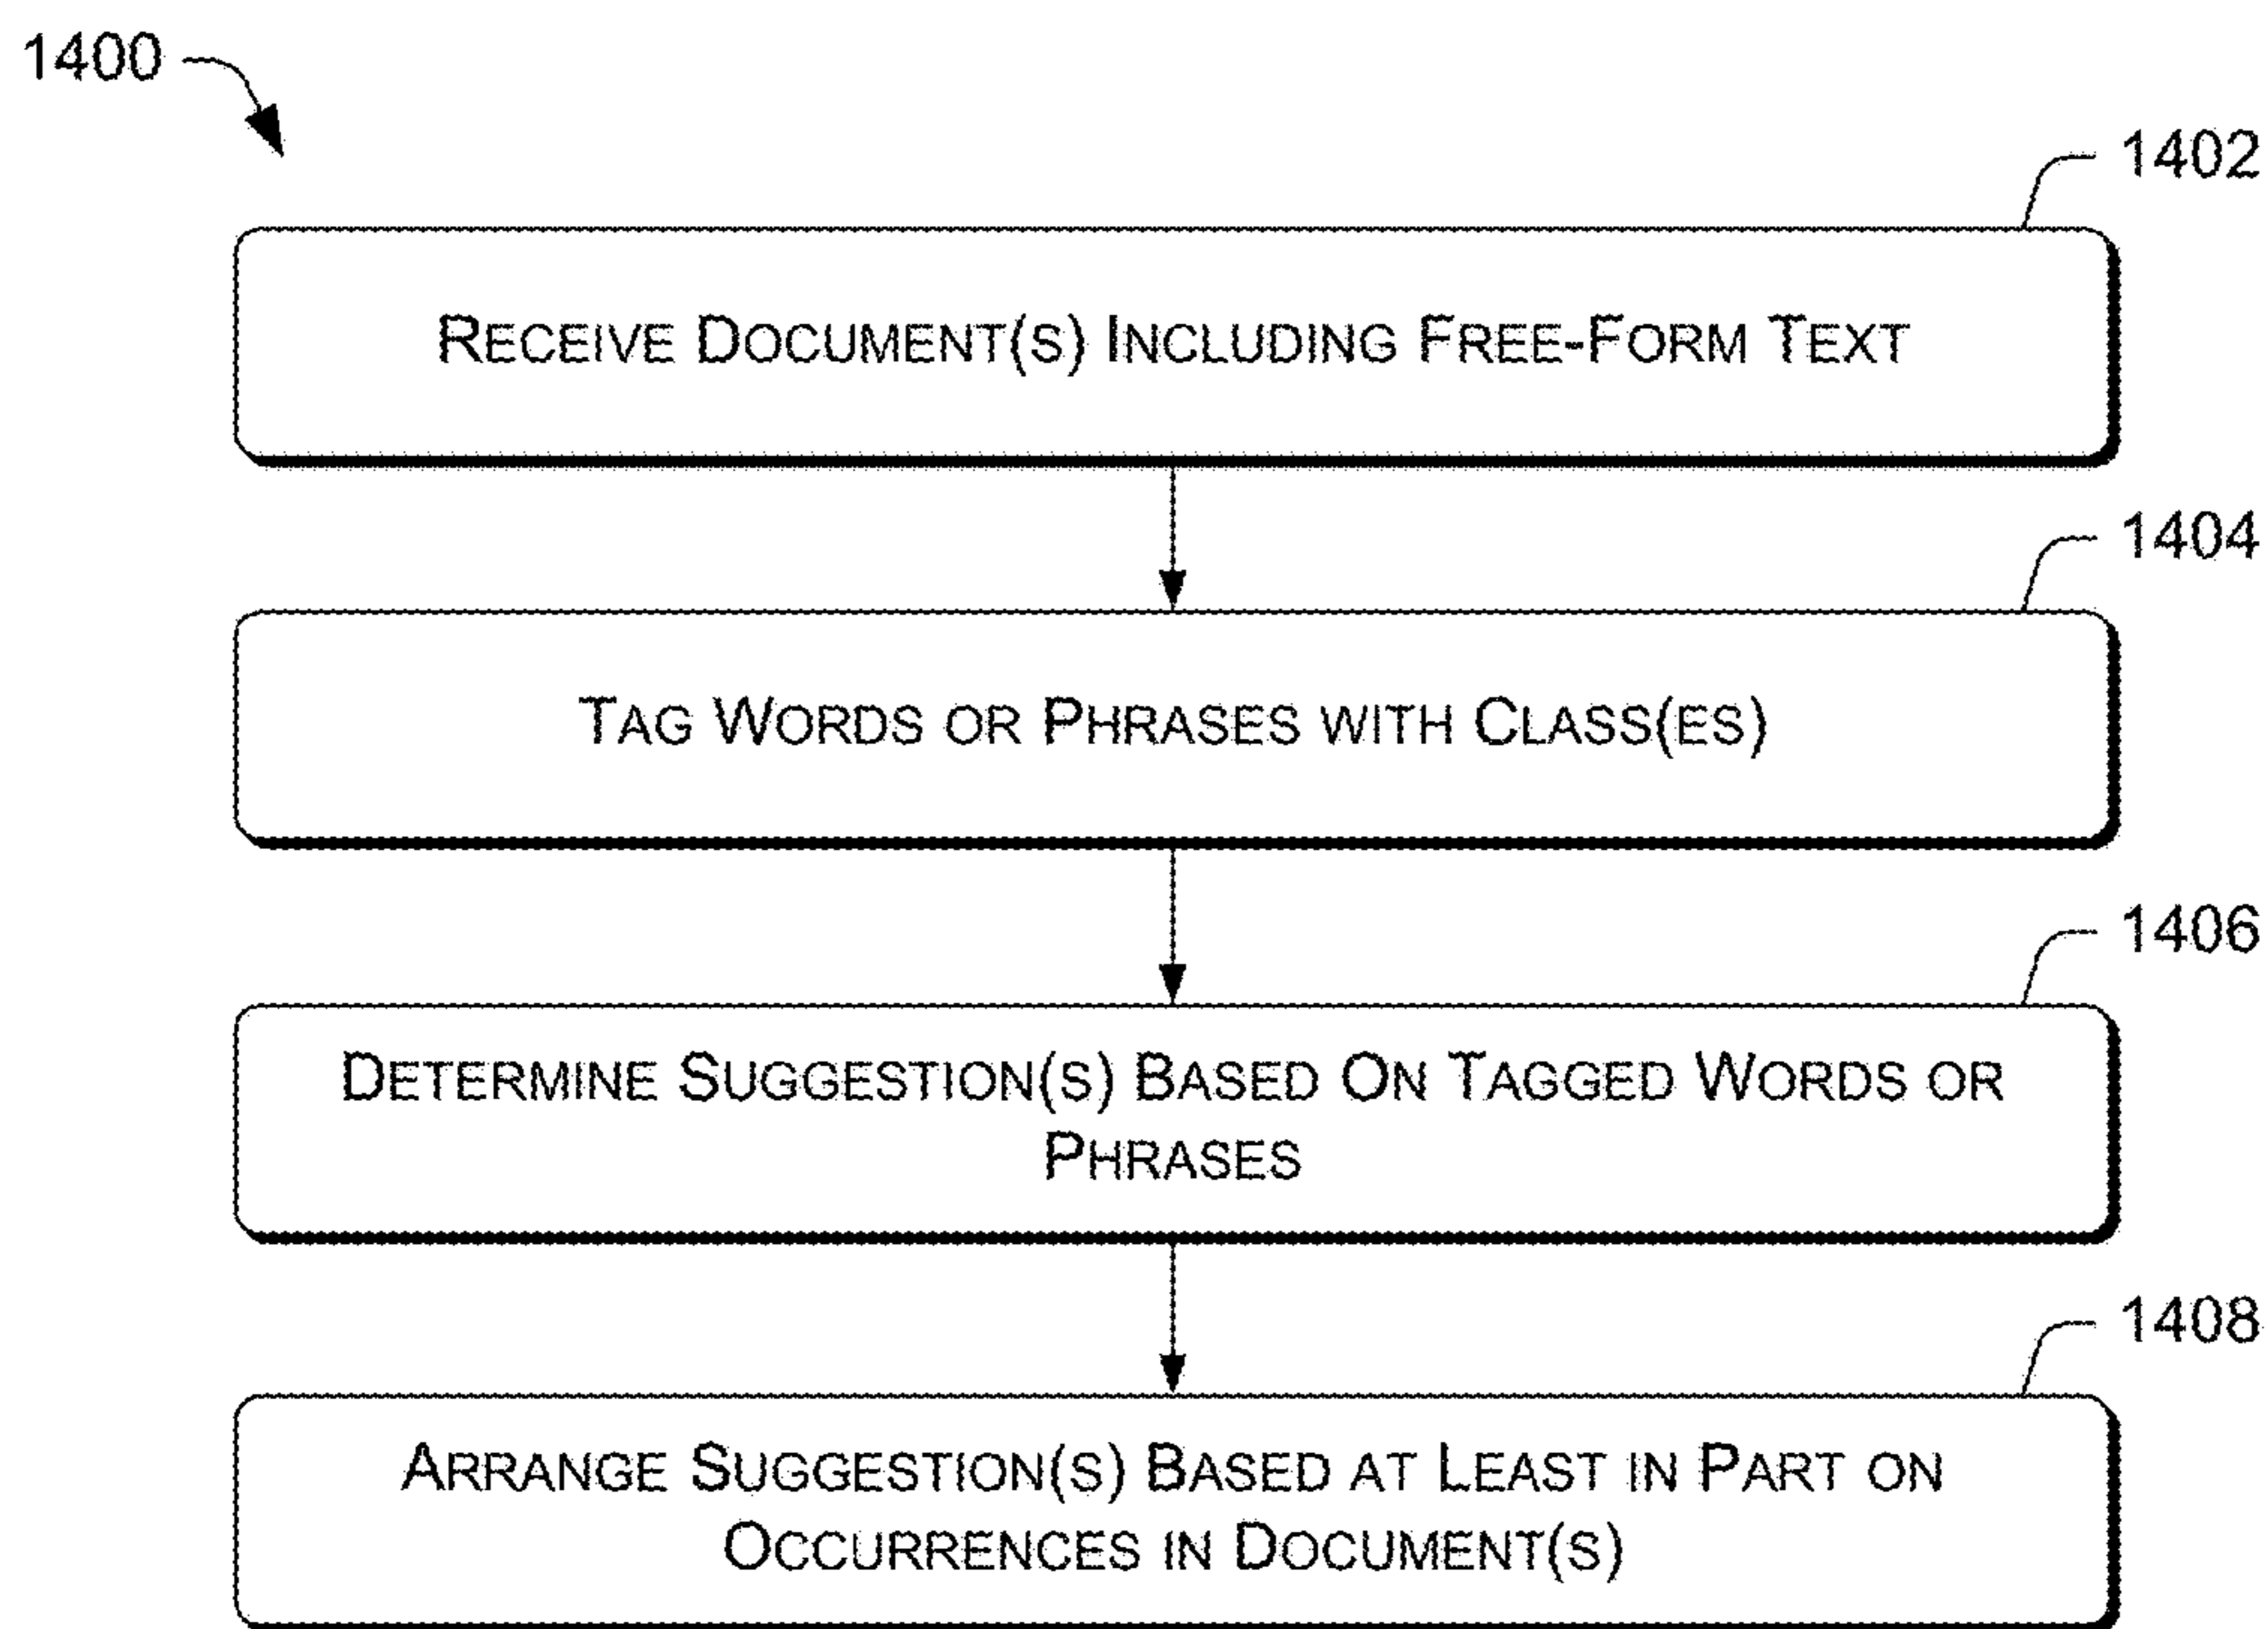 1400
1402
RECEIVE DOCUMENT(S) INCLUDING FREE-FORM TEXT
1404
TAG WORDS OR PHRASES WITH CLASS(ES)
1406
DETERMINE SUGGESTION(S) BASED ON TAGGED WORDS OR
PHRASES
1408
ARRANGE SUGGESTION(S) BASED AT LEAST IN PART ON
OCCURRENCES IN DOCUMENT(S)